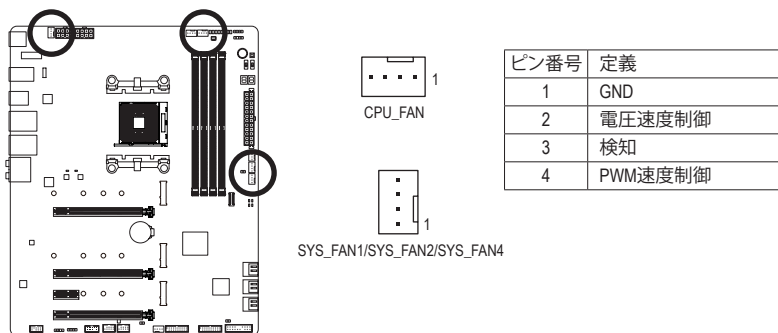 1
CPU_FAN
1
SYS_FAN1/SYS_FAN2/SYS_FAN4
ピン番号 定義
1 GND
2 電圧速度制御
3 検知
4 PWM速度制御